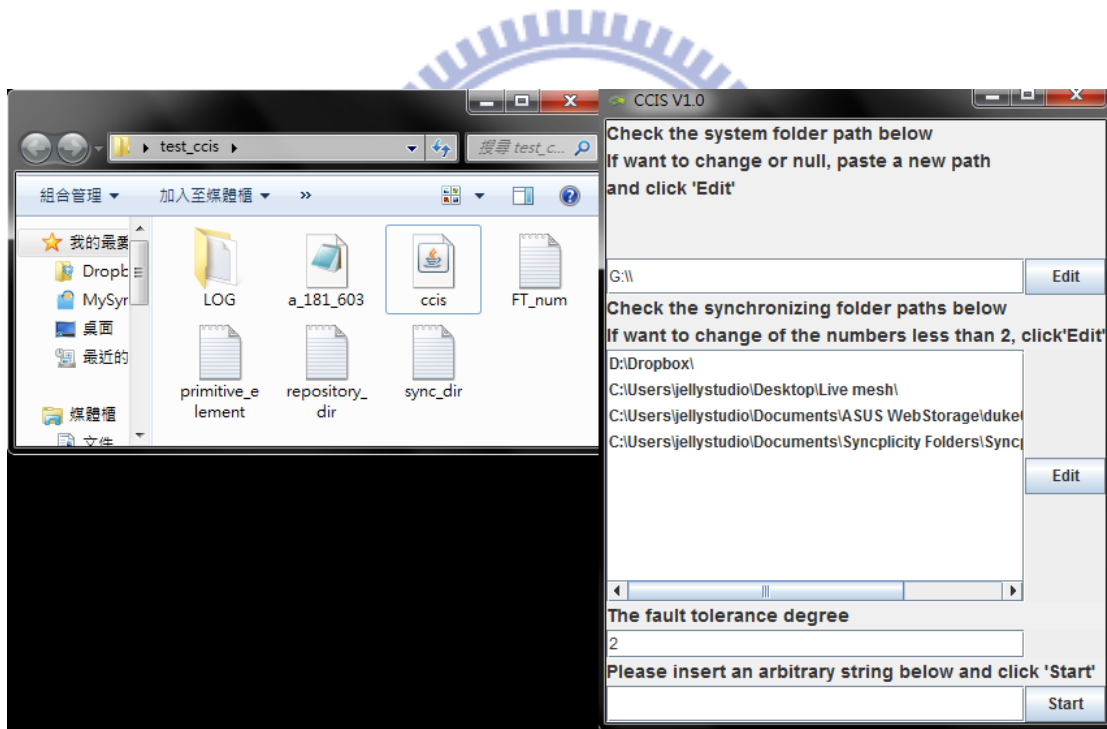 test_ccis
搜尋 test_c...
組合管理
加入至媒體櫃
»
我的最愛
Dropb
MySyr
桌面
最近的
媒體櫃
文件
LOG
a_181_603
ccis
FT_num
primitive_e
lement
repository_
dir
sync_dir
CCIS V1.0
Check the system folder path below
If want to change or null, paste a new path
and click 'Edit'
G:\\
Edit
Check the synchronizing folder paths below
If want to change of the numbers less than 2, click'Edit'
D:\Dropbox\
C:\Users\jellystudio\Desktop\Live mesh\
C:\Users\jellystudio\Documents\ASUS WebStorage\duke
C:\Users\jellystudio\Documents\Syncplicity Folders\Sync
Edit
The fault tolerance degree
2
Please insert an arbitrary string below and click 'Start'
Start